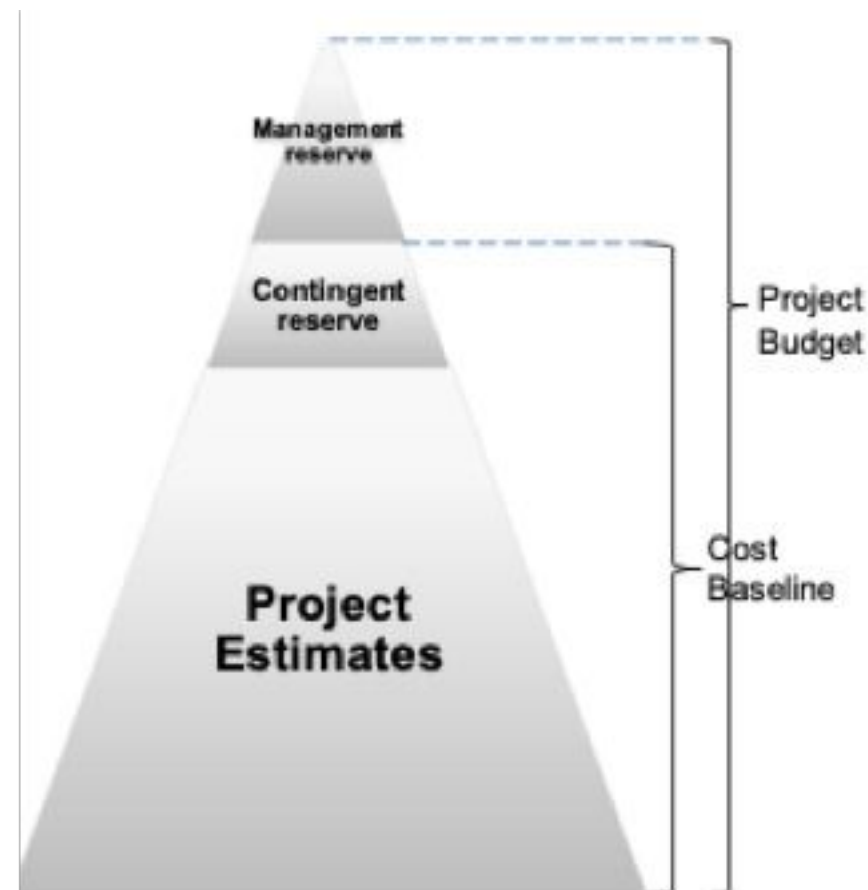 Management
reserve
Contingent
reserve
Project
Budget
Cost
Baseline
Project
Estimates